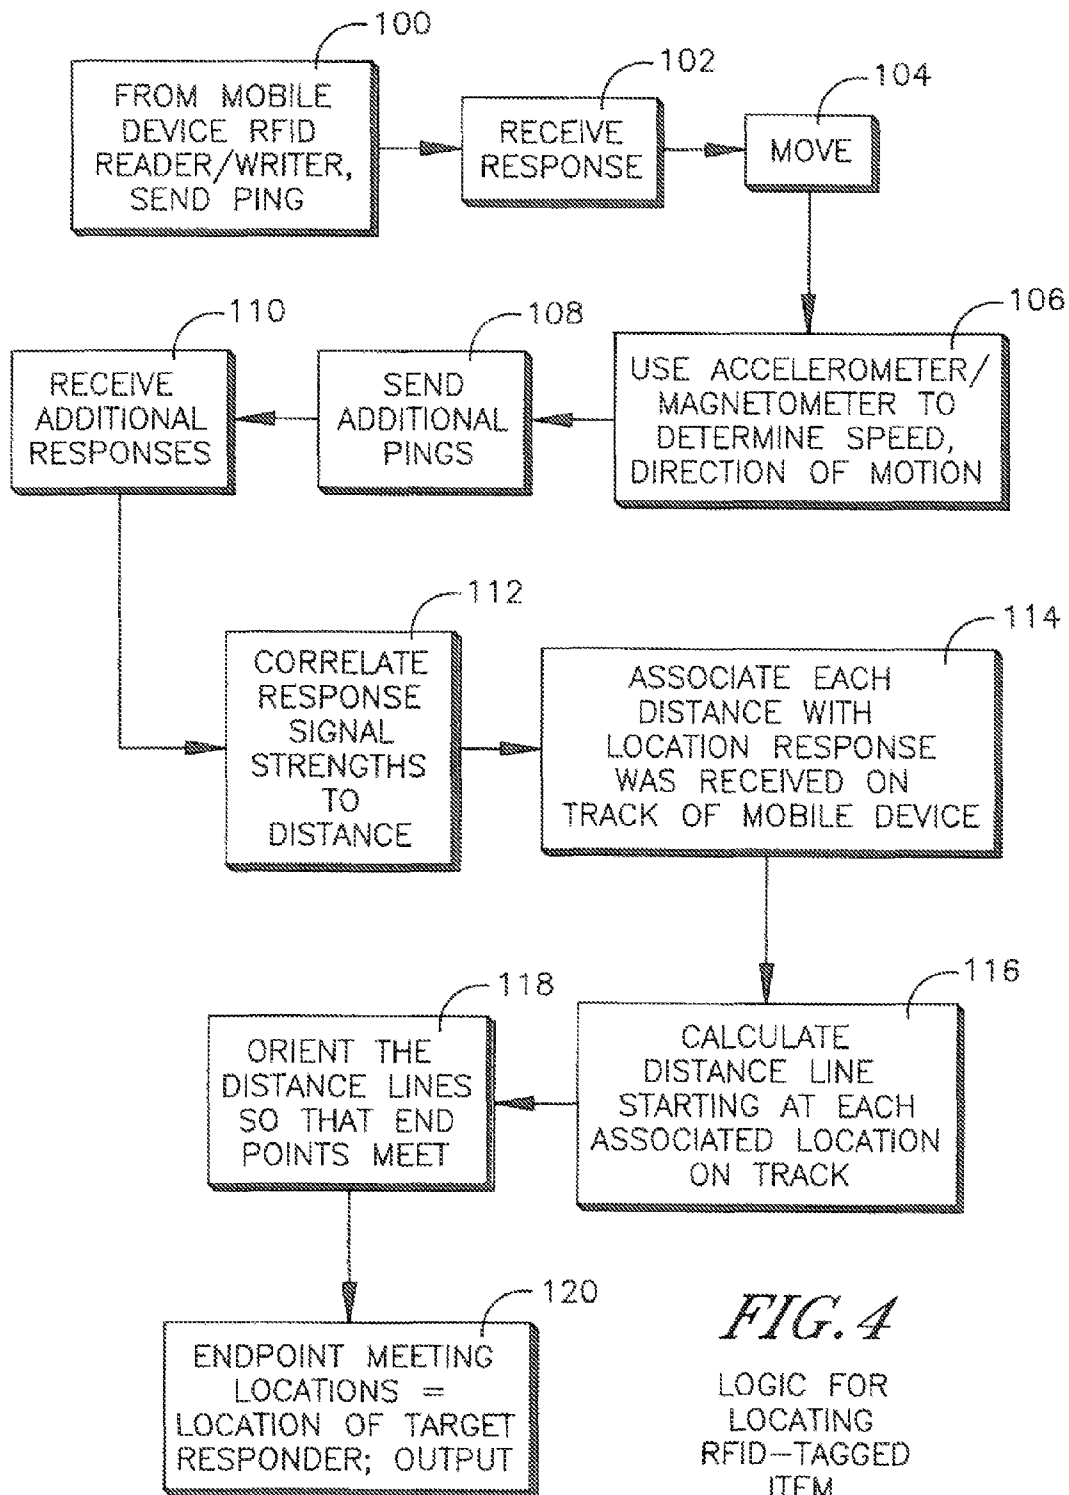 100
FROM MOBILE
DEVICE RFID
READER/WRITER,
SEND PING
102
RECEIVE
RESPONSE
104
MOVE
106
USE ACCELEROMETER/
MAGNETOMETER TO
DETERMINE SPEED,
DIRECTION OF MOTION
108
SEND
ADDITIONAL
PINGS
110
RECEIVE
ADDITIONAL
RESPONSES
112
CORRELATE
RESPONSE
SIGNAL
STRENGTHS
TO
DISTANCE
114
ASSOCIATE EACH
DISTANCE WITH
LOCATION RESPONSE
WAS RECEIVED ON
TRACK OF MOBILE DEVICE
116
CALCULATE
DISTANCE LINE
STARTING AT EACH
ASSOCIATED LOCATION
ON TRACK
118
ORIENT THE
DISTANCE LINES
SO THAT END
POINTS MEET
120
ENDPOINT MEETING
LOCATIONS =
LOCATION OF TARGET
RESPONDER; OUTPUT
FIG. 4
LOGIC FOR
LOCATING
RFID-TAGGED
ITEM